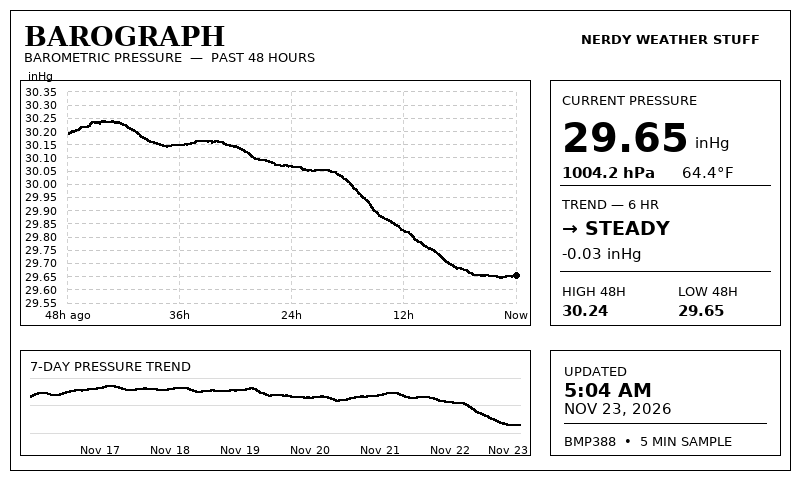 BAROGRAPH
BAROMETRIC PRESSURE — PAST 48 HOURS
NERDY WEATHER STUFF
inHg
30.35
30.30
30.25
30.20
30.15
30.10
30.05
30.00
29.95
29.90
29.85
29.80
29.75
29.70
29.65
29.60
29.55
48h ago 36h 24h 12h Now
CURRENT PRESSURE
29.65 inHg
1004.2 hPa 64.4°F
TREND — 6 HR
→ STEADY
-0.03 inHg
HIGH 48H LOW 48H
30.24 29.65
7-DAY PRESSURE TREND
Nov 17 Nov 18 Nov 19 Nov 20 Nov 21 Nov 22 Nov 23
UPDATED
5:04 AM
NOV 23, 2026
BMP388 • 5 MIN SAMPLE